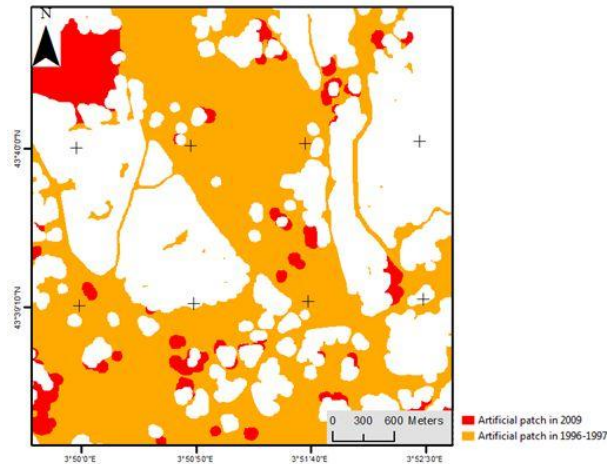 N
43°40'0"N
43°39'10"N
0 300 600 Meters
3°50'0"E
3°50'50"E
3°51'40"E
3°52'30"E
Artificial patch in 2009
Artificial patch in 1996-1997